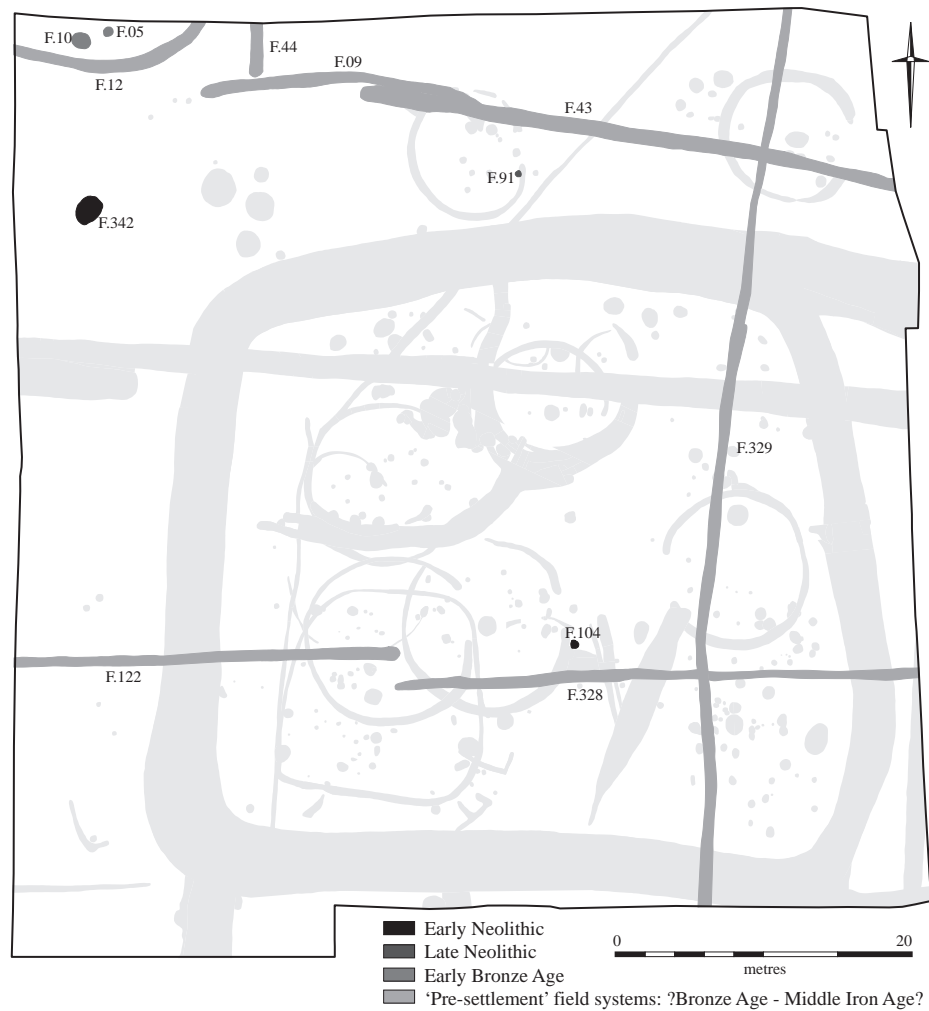 F.10
F.05
F.44
F.12
F.09
F.43
F.91
F.342
F.329
F.104
F.122
F.328
Early Neolithic
Late Neolithic
Early Bronze Age
‘Pre-settlement’ field systems: ?Bronze Age - Middle Iron Age?
0 20
metres